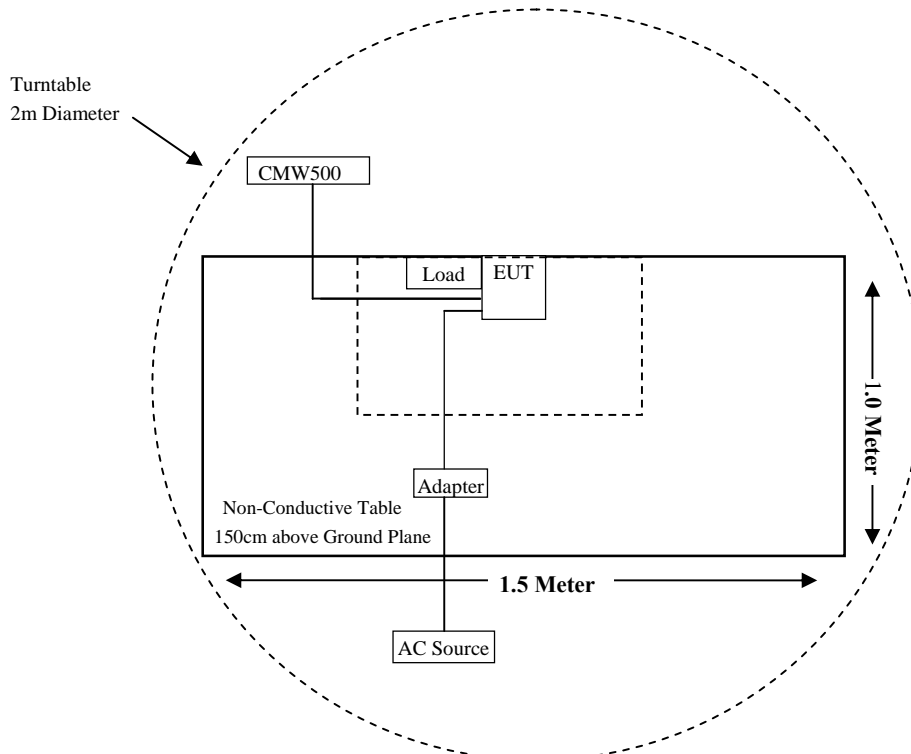 Turntable
2m Diameter
CMW500
Load
EUT
1.0 Meter
Adapter
Non-Conductive Table
150cm above Ground Plane
1.5 Meter
AC Source